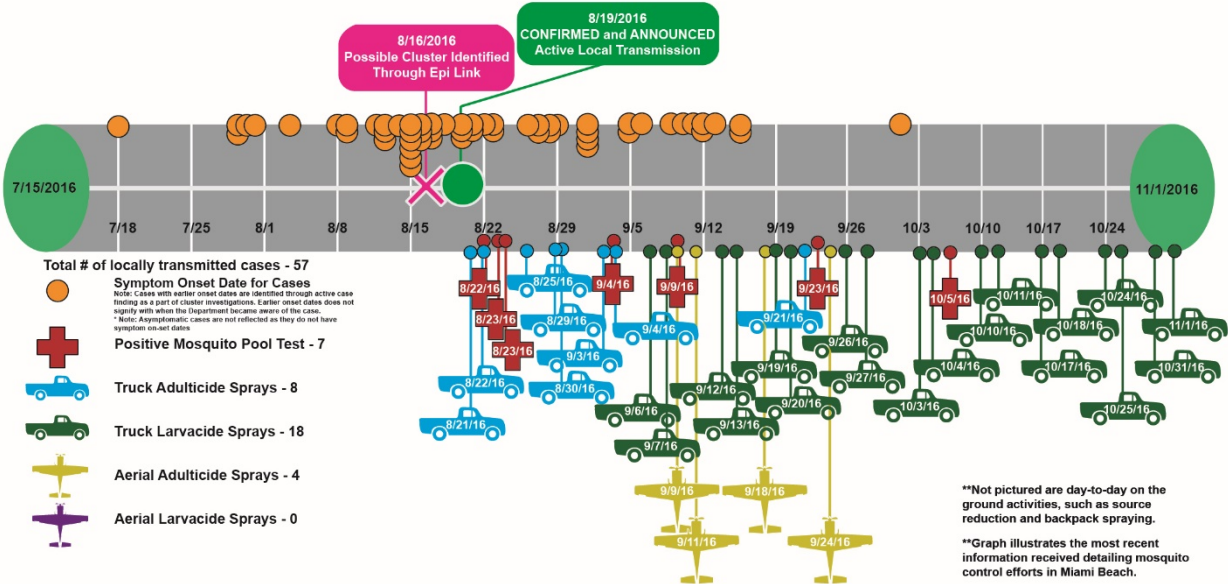 8/16/2016
Possible Cluster Identified
Through Epi Link
8/19/2016
CONFIRMED and ANNOUNCED
Active Local Transmission
7/15/2016
11/1/2016
7/18
7/25
8/1
8/8
8/15
8/22
8/29
9/5
9/12
9/19
9/26
10/3
10/10
10/17
10/24
Total # of locally transmitted cases - 57
Symptom Onset Date for Cases
Note: Cases with earlier onset dates are identified through active case
finding as a part of cluster investigations. Earlier onset dates does not
signify with when the Department became aware of the case.
* Note: Asymptomatic cases are not reflected as they do not have
symptom on-set dates
Positive Mosquito Pool Test - 7
Truck Adulticide Sprays - 8
Truck Larvacide Sprays - 18
Aerial Adulticide Sprays - 4
Aerial Larvacide Sprays - 0
8/22/16
8/23/16
8/23/16
8/22/16
8/21/16
8/25/16
8/29/16
9/3/16
8/30/16
9/4/16
9/4/16
9/9/16
9/6/16
9/7/16
9/12/16
9/13/16
9/9/16
9/11/16
9/18/16
9/24/16
9/21/16
9/23/16
9/19/16
9/20/16
9/26/16
9/27/16
10/5/16
10/4/16
10/3/16
10/11/16
10/10/16
10/18/16
10/17/16
10/24/16
10/25/16
11/1/16
10/31/16
**Not pictured are day-to-day on the
ground activities, such as source
reduction and backpack spraying.
**Graph illustrates the most recent
information received detailing mosquito
control efforts in Miami Beach.